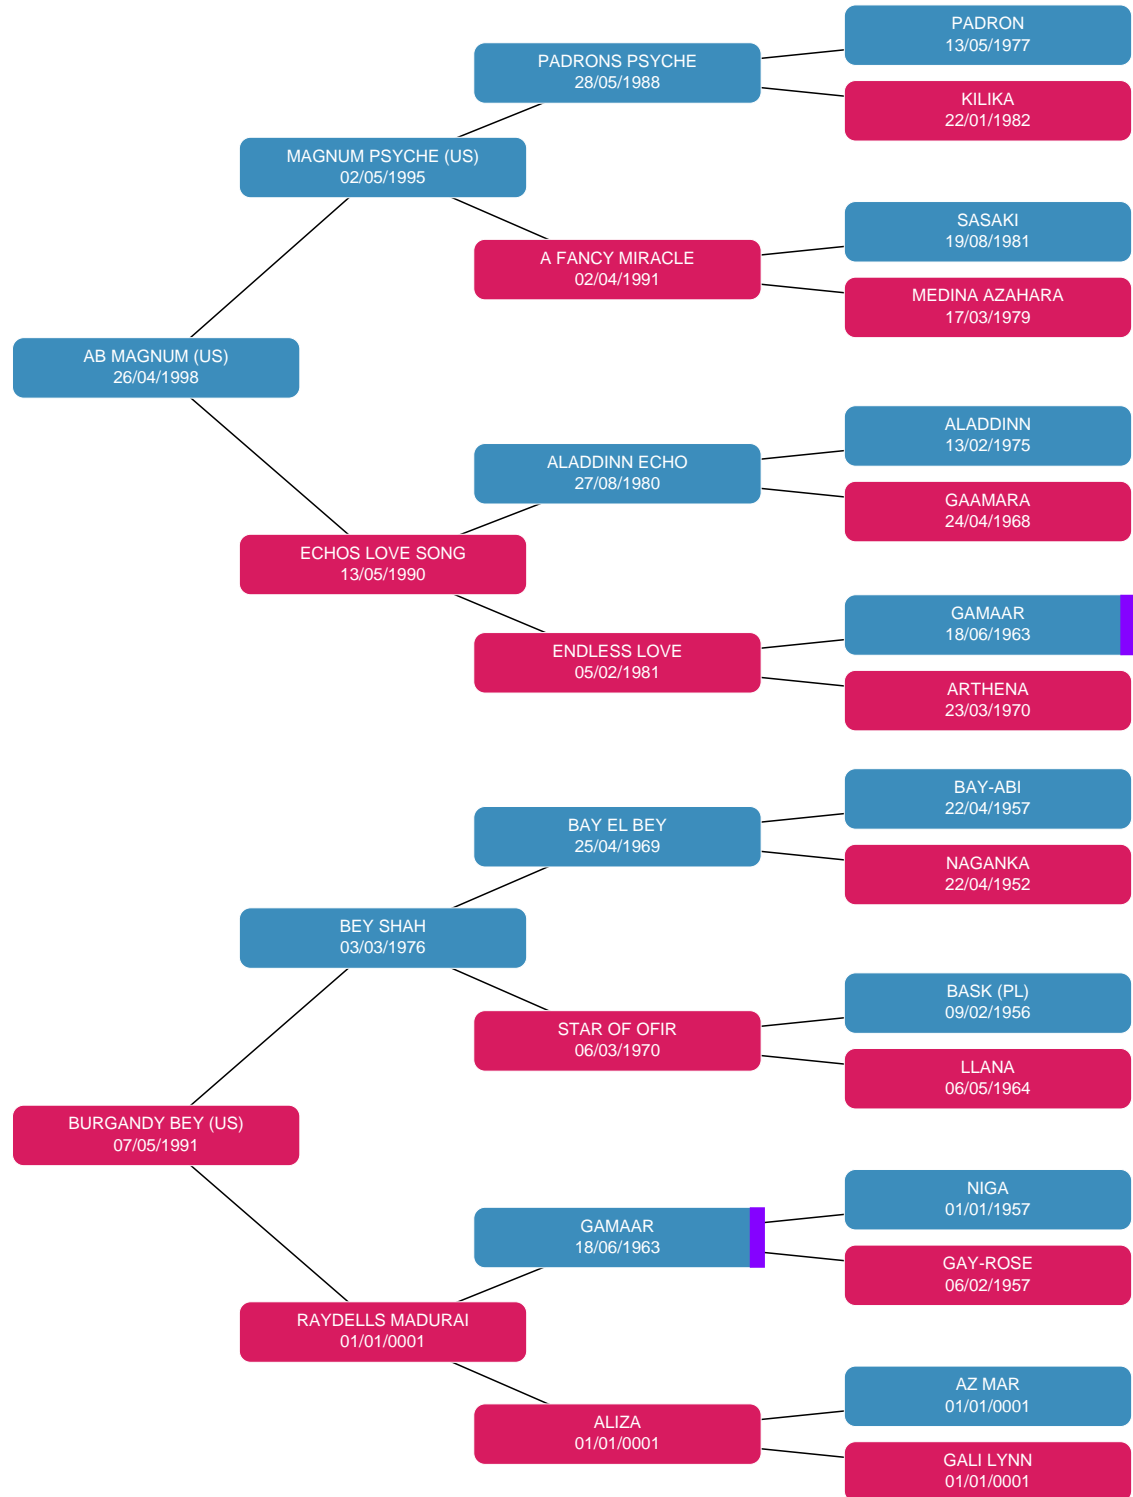 PADRON
13/05/1977
PADRONS PSYCHE
28/05/1988
KILIKA
22/01/1982
MAGNUM PSYCHE (US)
02/05/1995
SASAKI
19/08/1981
A FANCY MIRACLE
02/04/1991
MEDINA AZAHARA
17/03/1979
AB MAGNUM (US)
26/04/1998
ALADDINN
13/02/1975
ALADDINN ECHO
27/08/1980
GAAMARA
24/04/1968
ECHOS LOVE SONG
13/05/1990
GAMAAR
18/06/1963
ENDLESS LOVE
05/02/1981
ARTHENA
23/03/1970
BAY-ABI
22/04/1957
BAY EL BEY
25/04/1969
NAGANKA
22/04/1952
BEY SHAH
03/03/1976
BASK (PL)
09/02/1956
STAR OF OFIR
06/03/1970
LLANA
06/05/1964
BURGANDY BEY (US)
07/05/1991
NIGA
01/01/1957
GAMAAR
18/06/1963
GAY-ROSE
06/02/1957
RAYDELLS MADURAI
01/01/0001
AZ MAR
01/01/0001
ALIZA
01/01/0001
GALI LYNN
01/01/0001